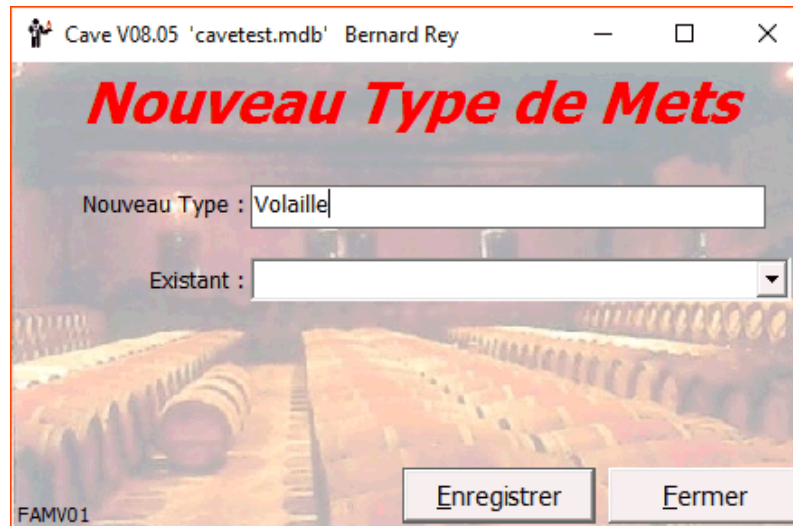 Cave V08.05 'cavetest.mdb' Bernard Rey
Nouveau Type de Mets
Nouveau Type : Volaille
Existant :
Enregistrer Fermer
FAMV01